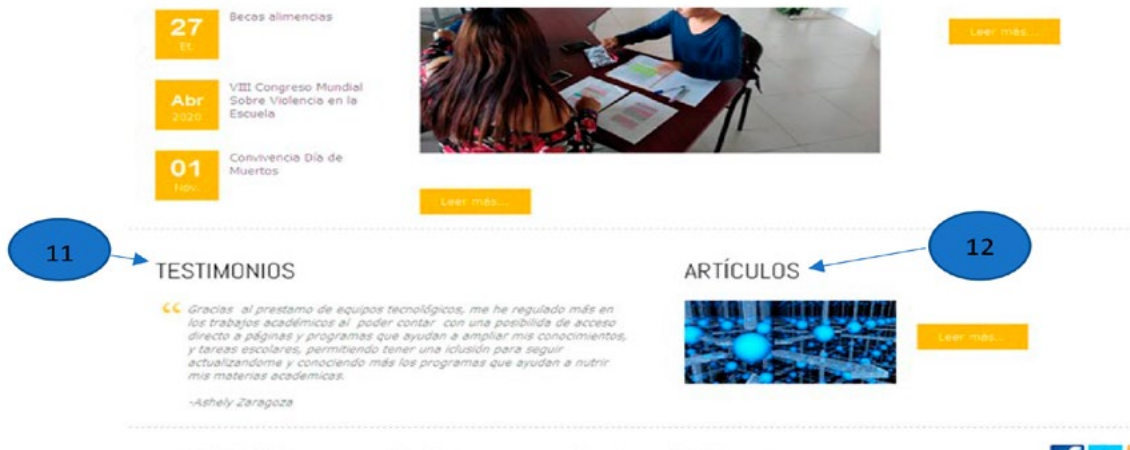 27
Et.
Becas alimencias
Abr
2020
VIII Congreso Mundial
Sobre Violencia en la
Escuela
01
Nov.
Convivencia Día de
Muertos
Leer más...
Leer más...
11
TESTIMONIOS
“ Gracias al prestamo de equipos tecnológicos, me he regulado más en
los trabajos académicos al poder contar con una posibilida de acceso
directo a páginas y programas que ayudan a ampliar mis conocimientos,
y tareas escolares, permitiendo tener una iclusión para seguir
actualizandome y conociendo más los programas que ayudan a nutrir
mis materias academicas.
-Ashely Zaragoza
12
ARTÍCULOS
Leer más...